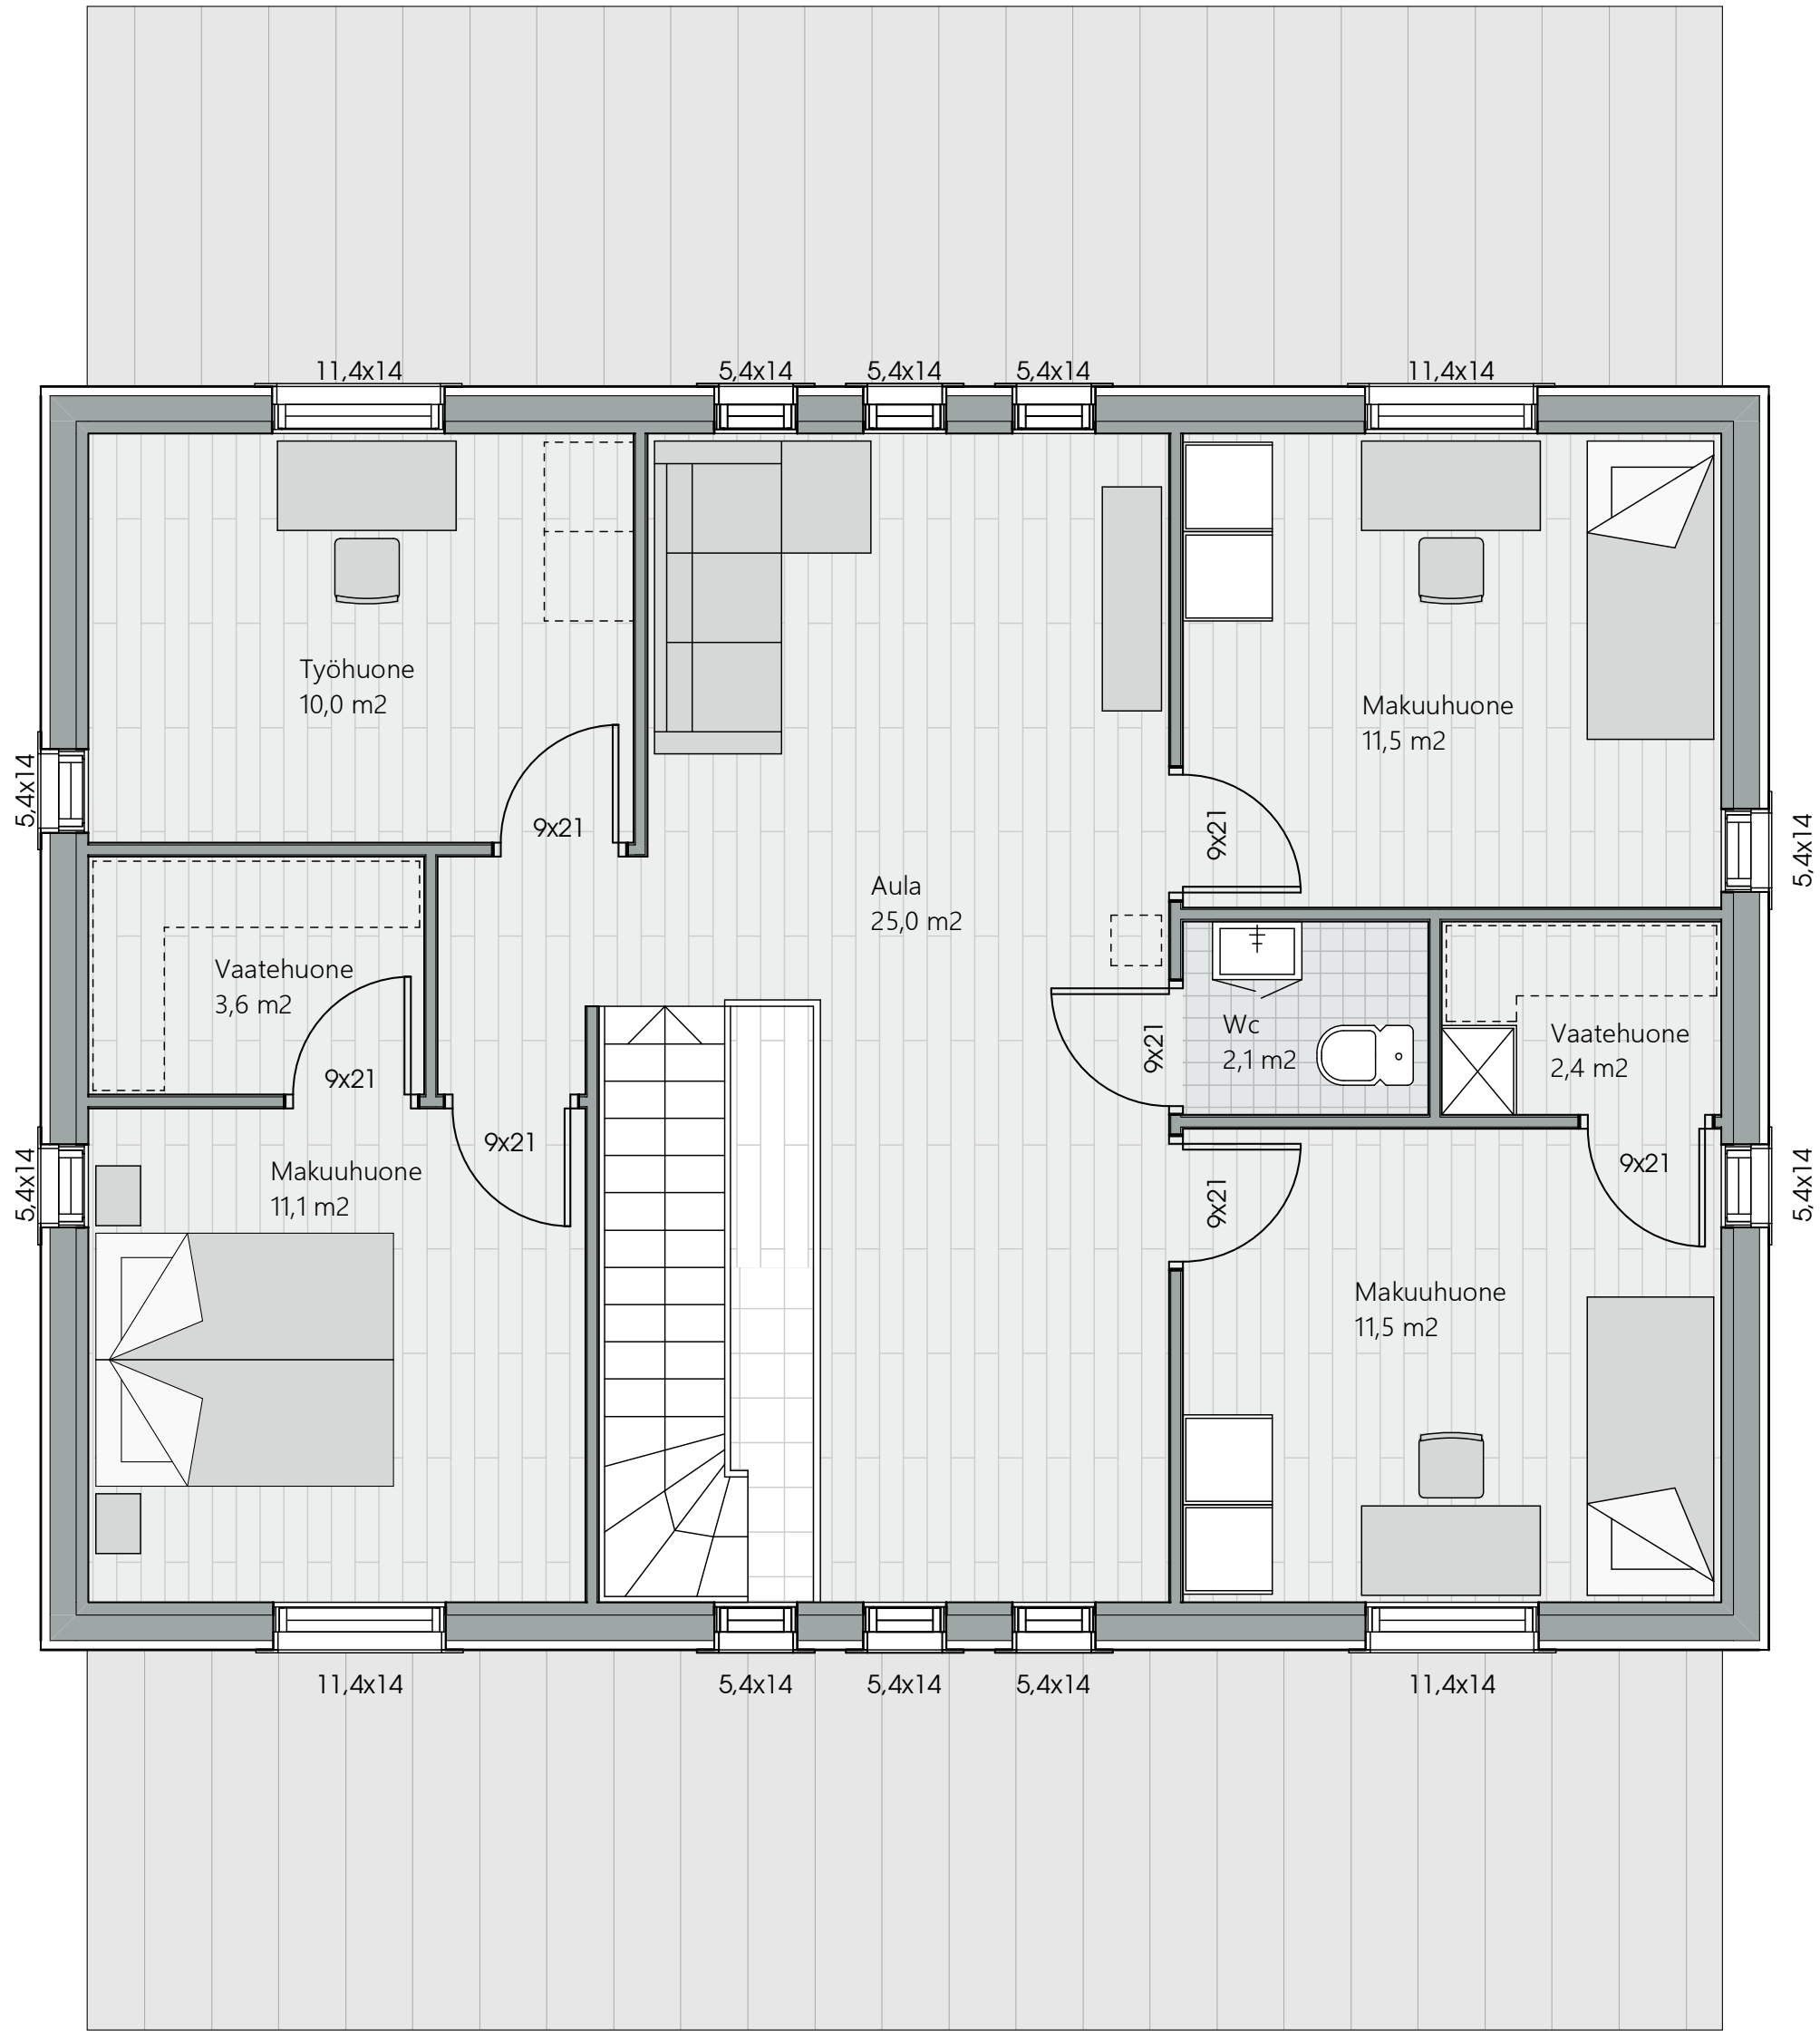 11,4x14
5,4x14
5,4x14
5,4x14
11,4x14
Työhuone
10,0 m2
Makuuhuone
11,5 m2
5,4x14
9x21
9x21
5,4x14
Aula
25,0 m2
Vaatehuone
3,6 m2
9x21
Wc
2,1 m2
9x21
Vaatehuone
2,4 m2
9x21
9x21
5,4x14
Makuuhuone
11,1 m2
9x21
5,4x14
Makuuhuone
11,5 m2
11,4x14
5,4x14
5,4x14
5,4x14
11,4x14